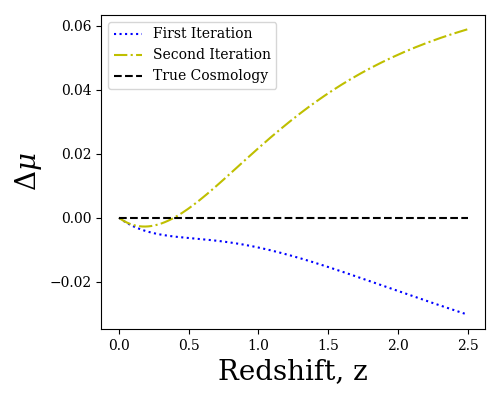 First Iteration
Second Iteration
True Cosmology
0.06
0.04
0.02
0.00
−0.02
Δμ
0.0 0.5 1.0 1.5 2.0 2.5
Redshift, z